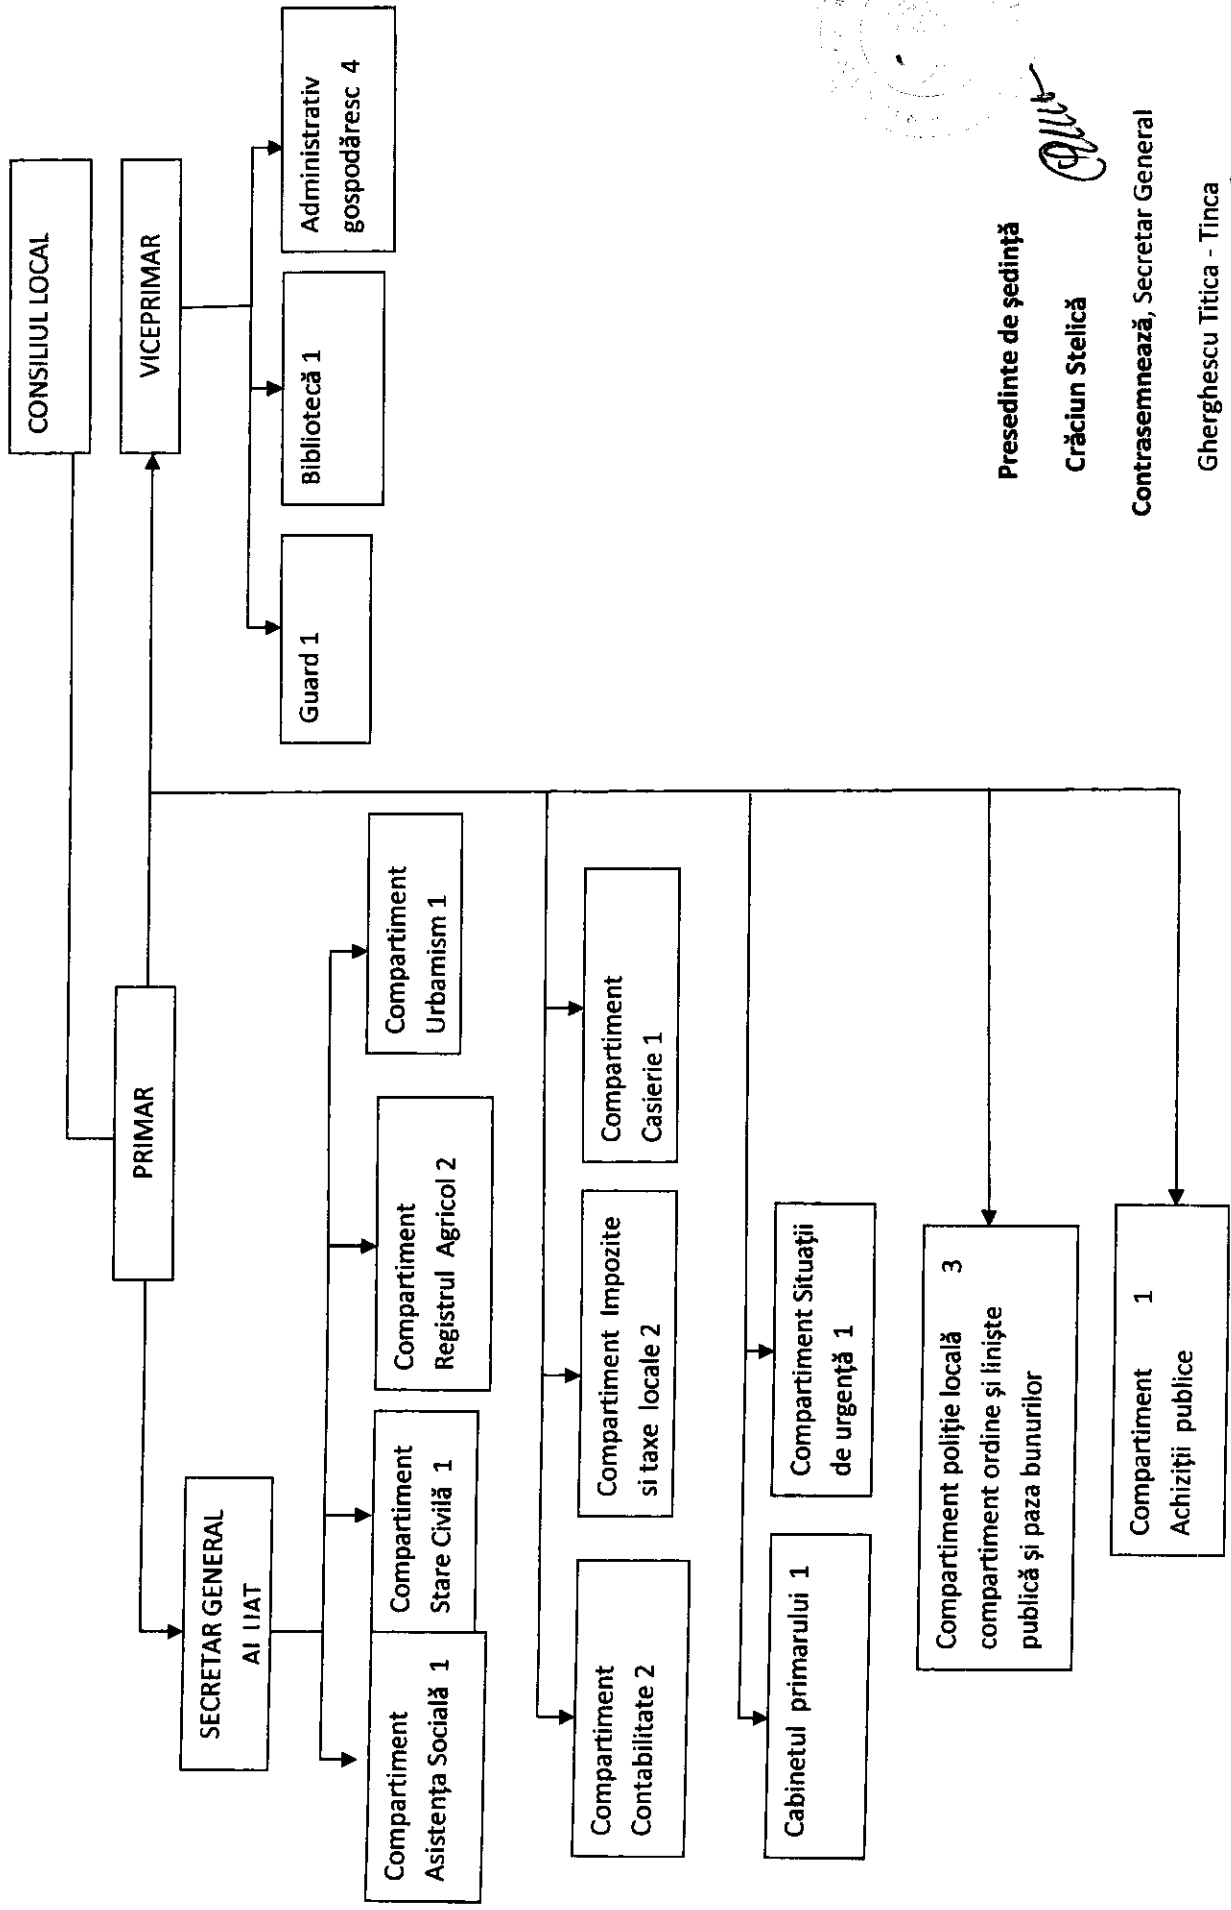 CONSILIUL LOCAL
PRIMAR
VICEPRIMAR
SECRETAR GENERAL
Guard 1
Bibliotecă 1
Administrativ
gospodăresc 4
Compartiment
Asistența Socială 1
Compartiment
Stare Civilă 1
Compartiment
Registrul Agricol 2
Compartiment
Urbamism 1
Compartiment
Contabilitate 2
Compartiment Impozite
si taxe locale 2
Compartiment
Casierie 1
Cabinetul primarului 1
Compartiment Situații
de urgență 1
Compartiment poliție locală 3
compartiment ordine și liniște
publică și paza bunurilor
Compartiment 1
Achiziții publice
Presedinte de ședință
Crăciun Stelică
Contrasemnează, Secretar General
Gherghescu Titica - Tinca